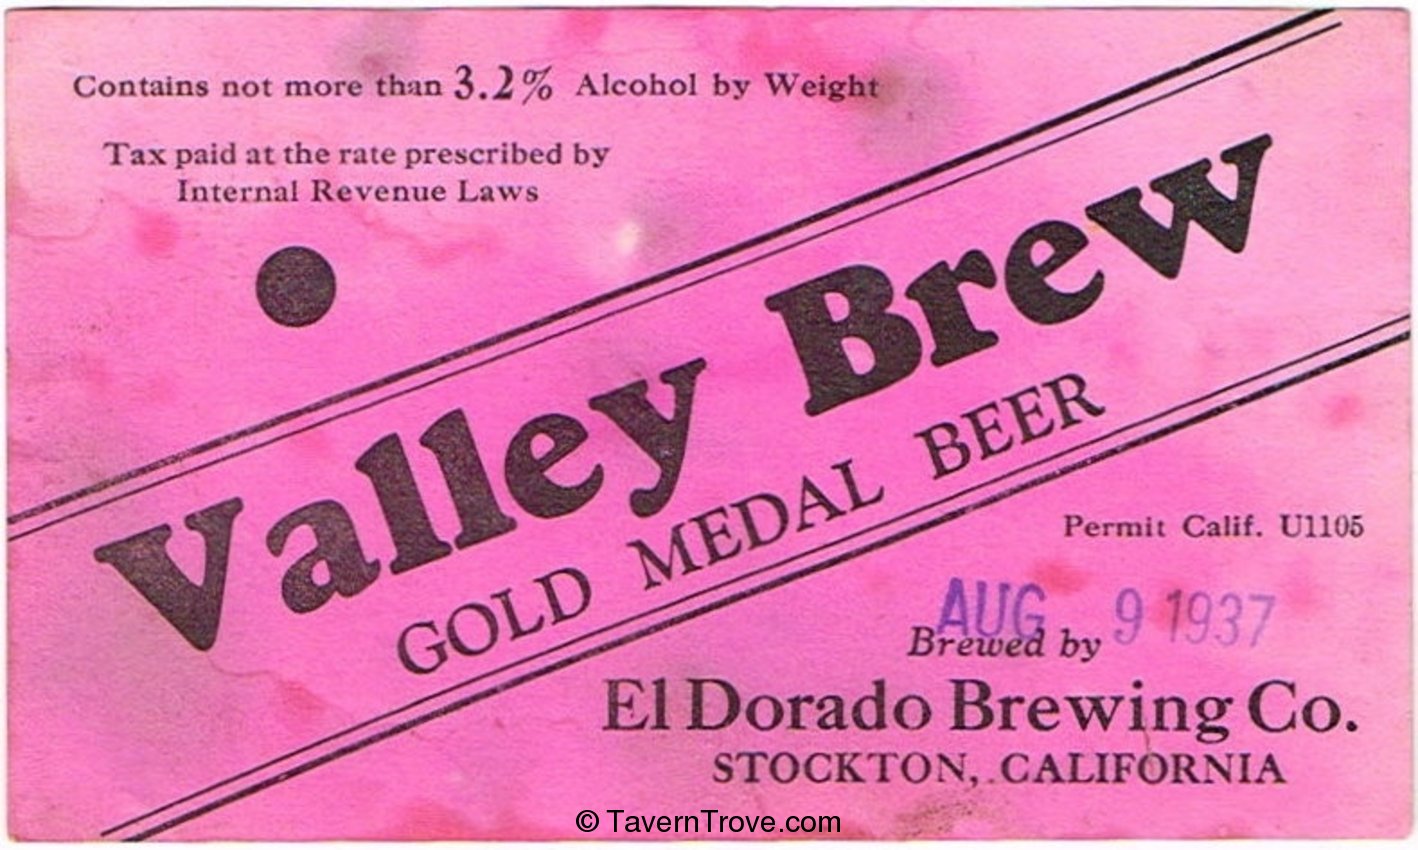 Contains not more than 3.2% Alcohol by Weight
Tax paid at the rate prescribed by
Internal Revenue Laws
Valley Brew
GOLD MEDAL BEER
Permit Calif. U1105
AUG 9 1937
Brewed by
El Dorado Brewing Co.
STOCKTON, CALIFORNIA
© TavernTrove.com